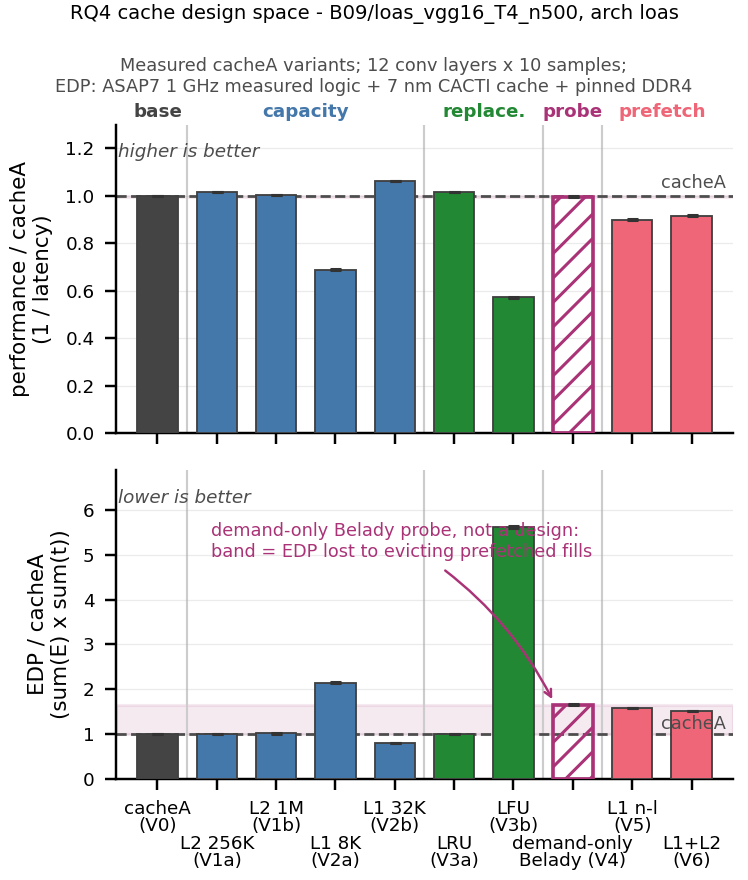 RQ4 cache design space - B09/loas_vgg16_T4_n500, arch loas
Measured cacheA variants; 12 conv layers x 10 samples;
EDP: ASAP7 1 GHz measured logic + 7 nm CACTI cache + pinned DDR4
base capacity replace. probe prefetch
higher is better
cacheA
performance / cacheA
(1 / latency)
1.2
1.0
0.8
0.6
0.4
0.2
0.0
lower is better
demand-only Belady probe, not a design:
band = EDP lost to evicting prefetched fills
cacheA
EDP / cacheA
(sum(E) x sum(t))
6
5
4
3
2
1
0
cacheA
(V0)
L2 256K
(V1a)
L2 1M
(V1b)
L1 8K
(V2a)
L1 32K
(V2b)
LRU
(V3a)
LFU
(V3b)
demand-only
Belady (V4)
L1 n-l
(V5)
L1+L2
(V6)